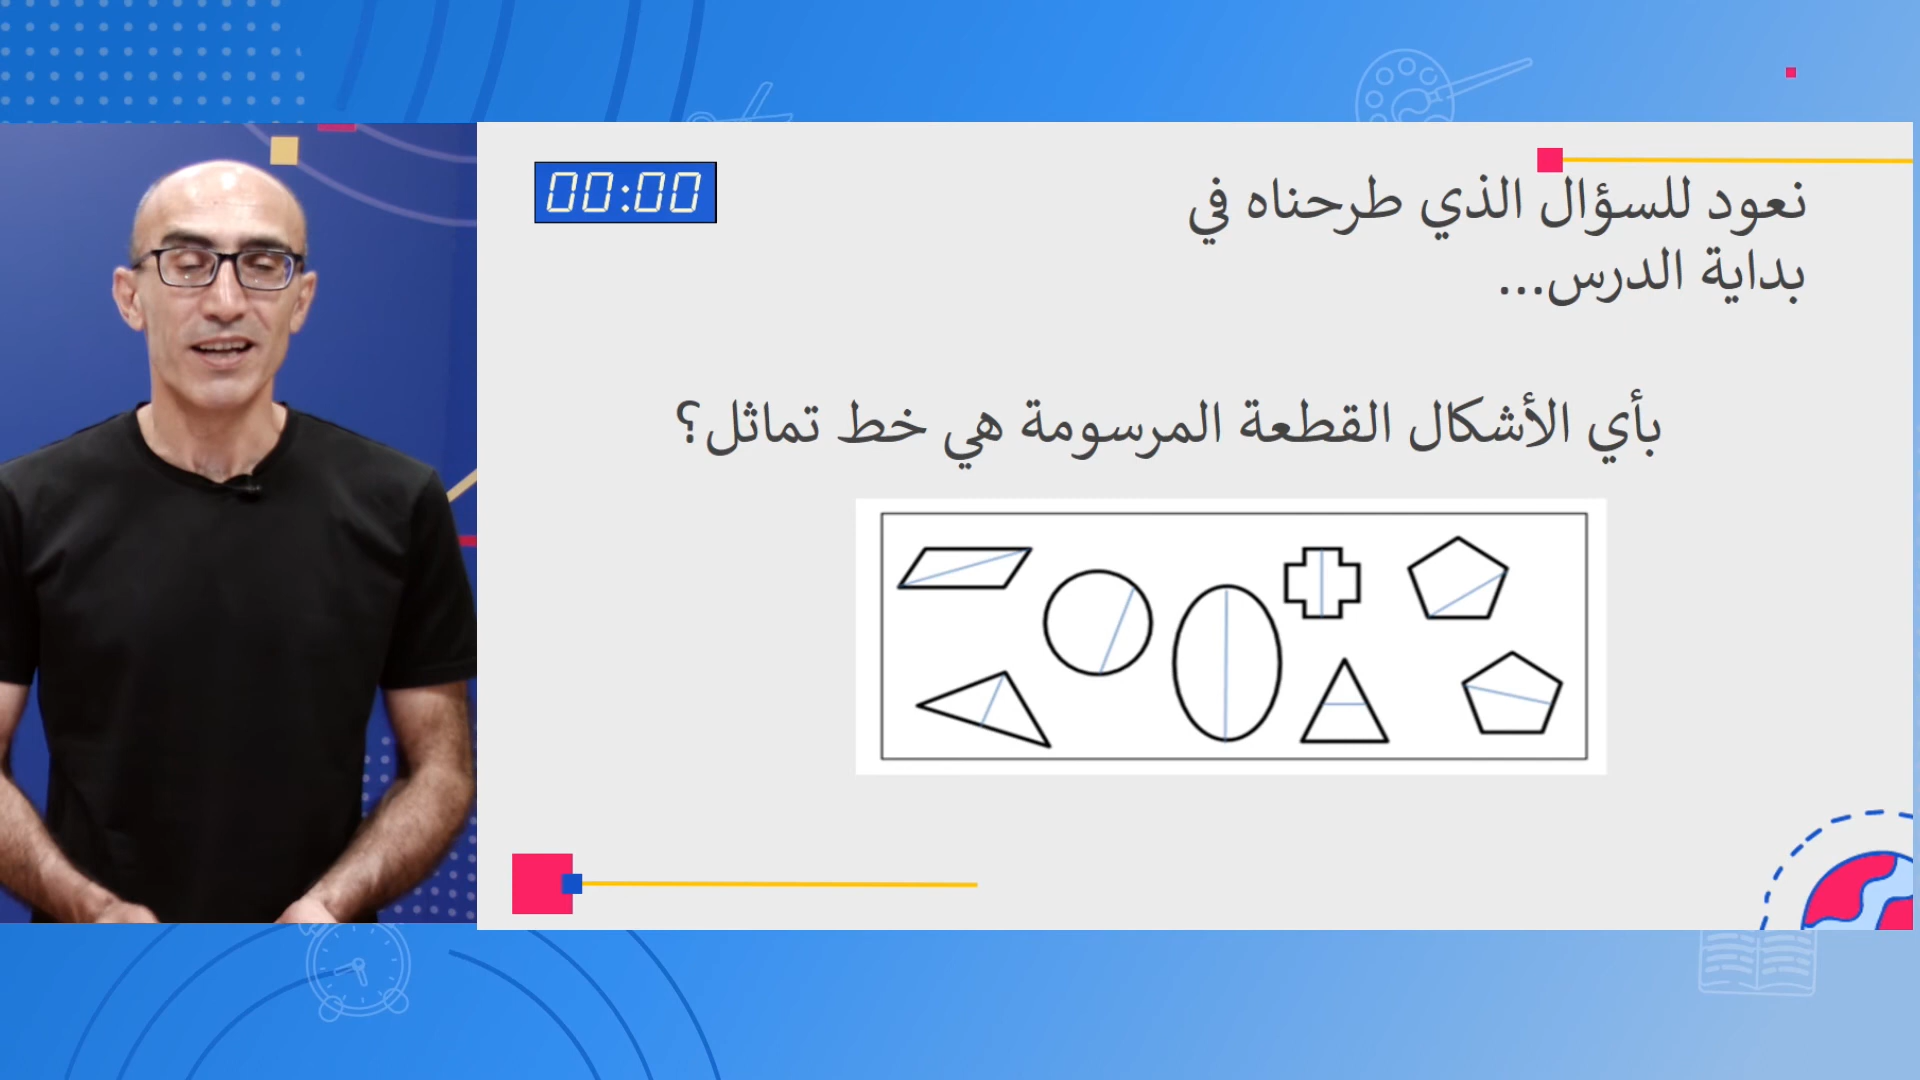 00:00
نعود للسؤال الذي طرحناه في
بداية الدرس...
بأي الأشكال القطعة المرسومة هي خط تماثل؟